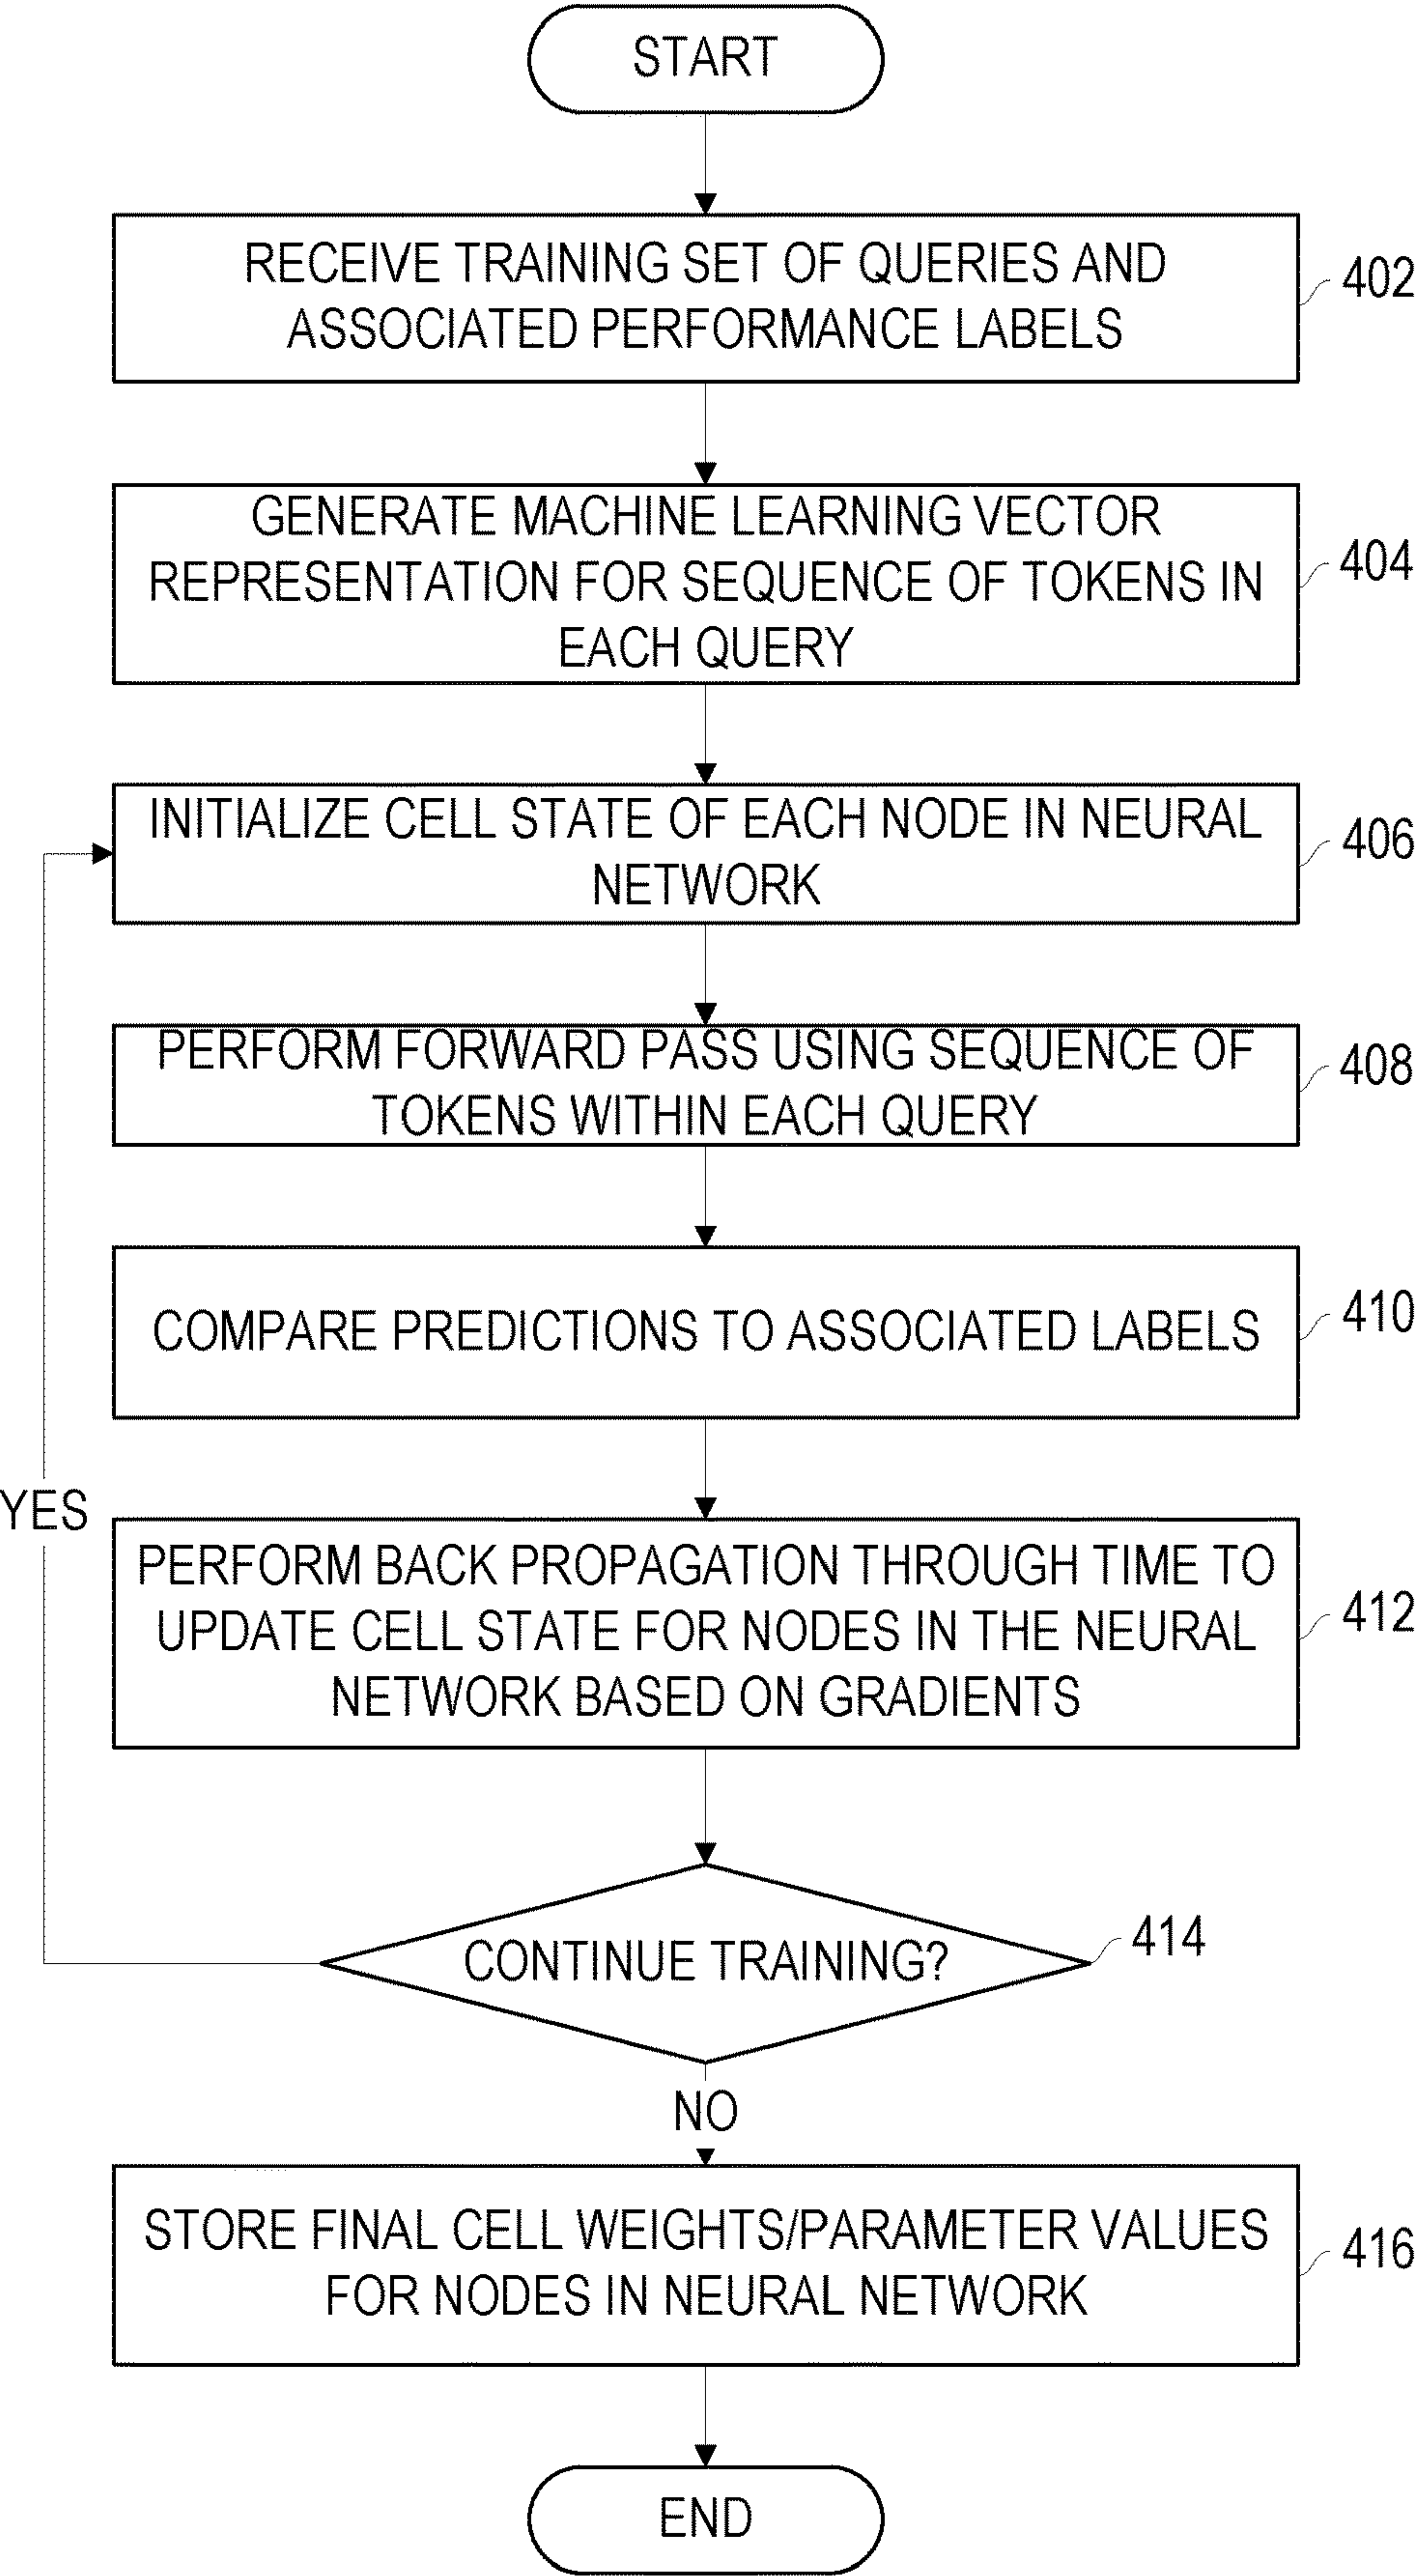 START
RECEIVE TRAINING SET OF QUERIES AND
ASSOCIATED PERFORMANCE LABELS
402
GENERATE MACHINE LEARNING VECTOR
REPRESENTATION FOR SEQUENCE OF TOKENS IN
EACH QUERY
404
INITIALIZE CELL STATE OF EACH NODE IN NEURAL
NETWORK
406
PERFORM FORWARD PASS USING SEQUENCE OF
TOKENS WITHIN EACH QUERY
408
COMPARE PREDICTIONS TO ASSOCIATED LABELS
410
YES
PERFORM BACK PROPAGATION THROUGH TIME TO
UPDATE CELL STATE FOR NODES IN THE NEURAL
NETWORK BASED ON GRADIENTS
412
CONTINUE TRAINING?
414
NO
STORE FINAL CELL WEIGHTS/PARAMETER VALUES
FOR NODES IN NEURAL NETWORK
416
END